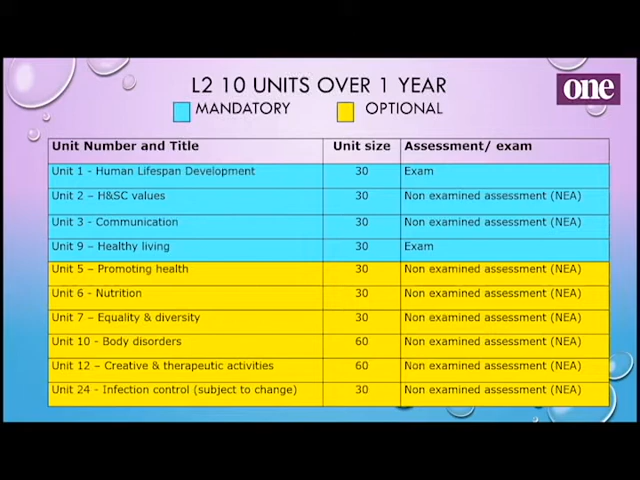 L2 10 UNITS OVER 1 YEAR
one
MANDATORY OPTIONAL
Unit Number and Title Unit size Assessment/ exam
Unit 1 - Human Lifespan Development 30 Exam
Unit 2 – H&SC values 30 Non examined assessment (NEA)
Unit 3 - Communication 30 Non examined assessment (NEA)
Unit 9 – Healthy living 30 Exam
Unit 5 – Promoting health 30 Non examined assessment (NEA)
Unit 6 - Nutrition 30 Non examined assessment (NEA)
Unit 7 – Equality & diversity 30 Non examined assessment (NEA)
Unit 10 - Body disorders 60 Non examined assessment (NEA)
Unit 12 – Creative & therapeutic activities 60 Non examined assessment (NEA)
Unit 24 - Infection control (subject to change) 30 Non examined assessment (NEA)